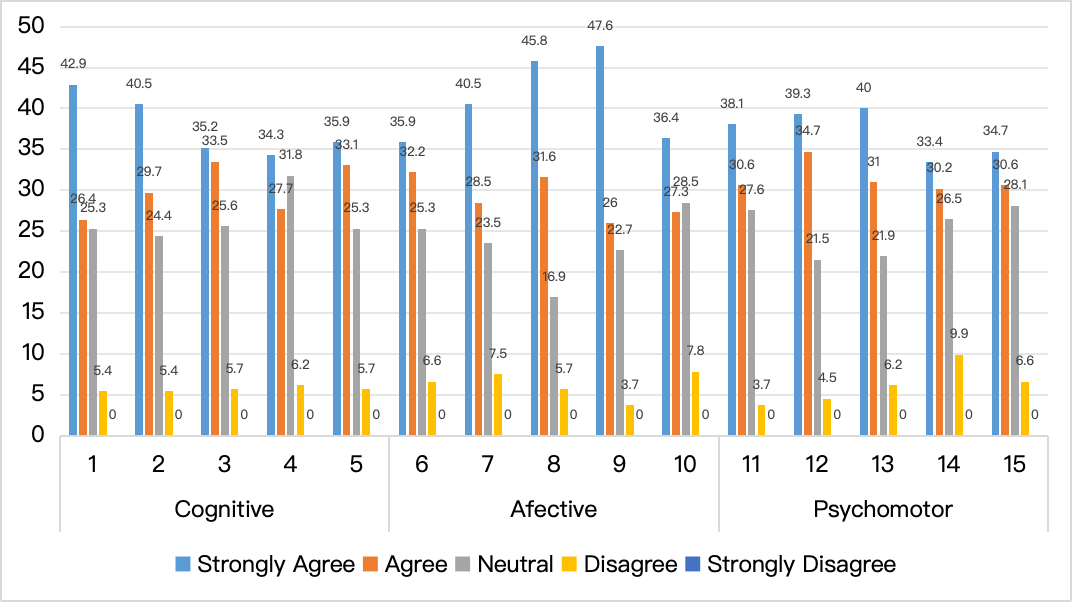 50
45
40
35
30
25
20
15
10
5
0
42.9 26.4 25.3 5.4 0
40.5 29.7 24.4 5.4 0
35.2 33.5 25.6 5.7 0
34.3 27.7 31.8 6.2 0
35.9 33.1 25.3 5.7 0
35.9 32.2 25.3 6.6 0
40.5 28.5 23.5 7.5 0
45.8 31.6 16.9 5.7 0
47.6 26 22.7 3.7 0
36.4 27.3 28.5 7.8 0
38.1 30.6 27.6 3.7 0
39.3 34.7 21.5 4.5 0
40 31 21.9 6.2 0
33.4 30.2 26.5 9.9 0
34.7 30.6 28.1 6.6 0
1 2 3 4 5 6 7 8 9 10 11 12 13 14 15
Cognitive Afective Psychomotor
Strongly Agree Agree Neutral Disagree Strongly Disagree